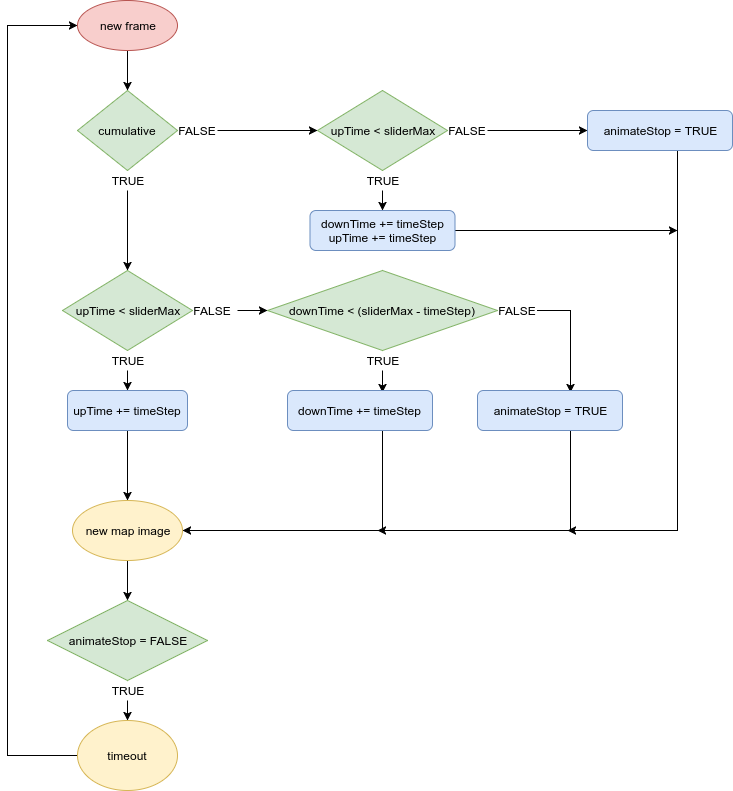 new frame
cumulative
FALSE
upTime < sliderMax
FALSE
animateStop = TRUE
TRUE
TRUE
downTime += timeStep
upTime += timeStep
upTime < sliderMax
FALSE
downTime < (sliderMax - timeStep)
FALSE
TRUE
TRUE
upTime += timeStep
downTime += timeStep
animateStop = TRUE
new map image
animateStop = FALSE
TRUE
timeout